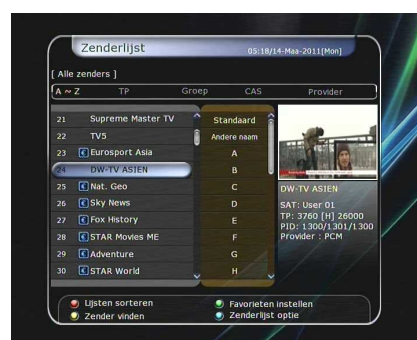 Zenderlijst
05:18/14-Maa-2011[Mon]
[ Alle zenders ]
A ~ Z TP Groep CAS Provider
21 Supreme Master TV
22 TV5
23 € Eurosport Asia
24 DW-TV ASIEN
25 € Nat. Geo
26 € Sky News
27 € Fox History
28 € STAR Movies ME
29 € Adventure
30 € STAR World
Standaard
Andere naam
A
B
C
D
E
F
G
H
DW-TV ASIEN
SAT: User 01
TP: 3760 [H] 26000
PID: 1300/1301/1300
Provider : PCM
Lijsten sorteren
Favorieten instellen
Zender vinden
Zenderlijst optie